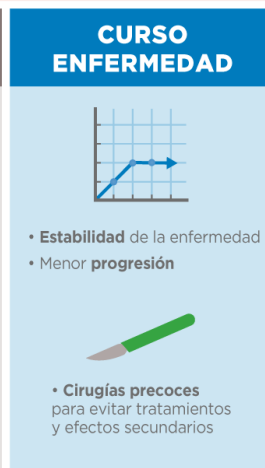 CURSO
ENFERMEDAD
• Estabilidad de la enfermedad
• Menor progresión
• Cirugías precoces
para evitar tratamientos
y efectos secundarios